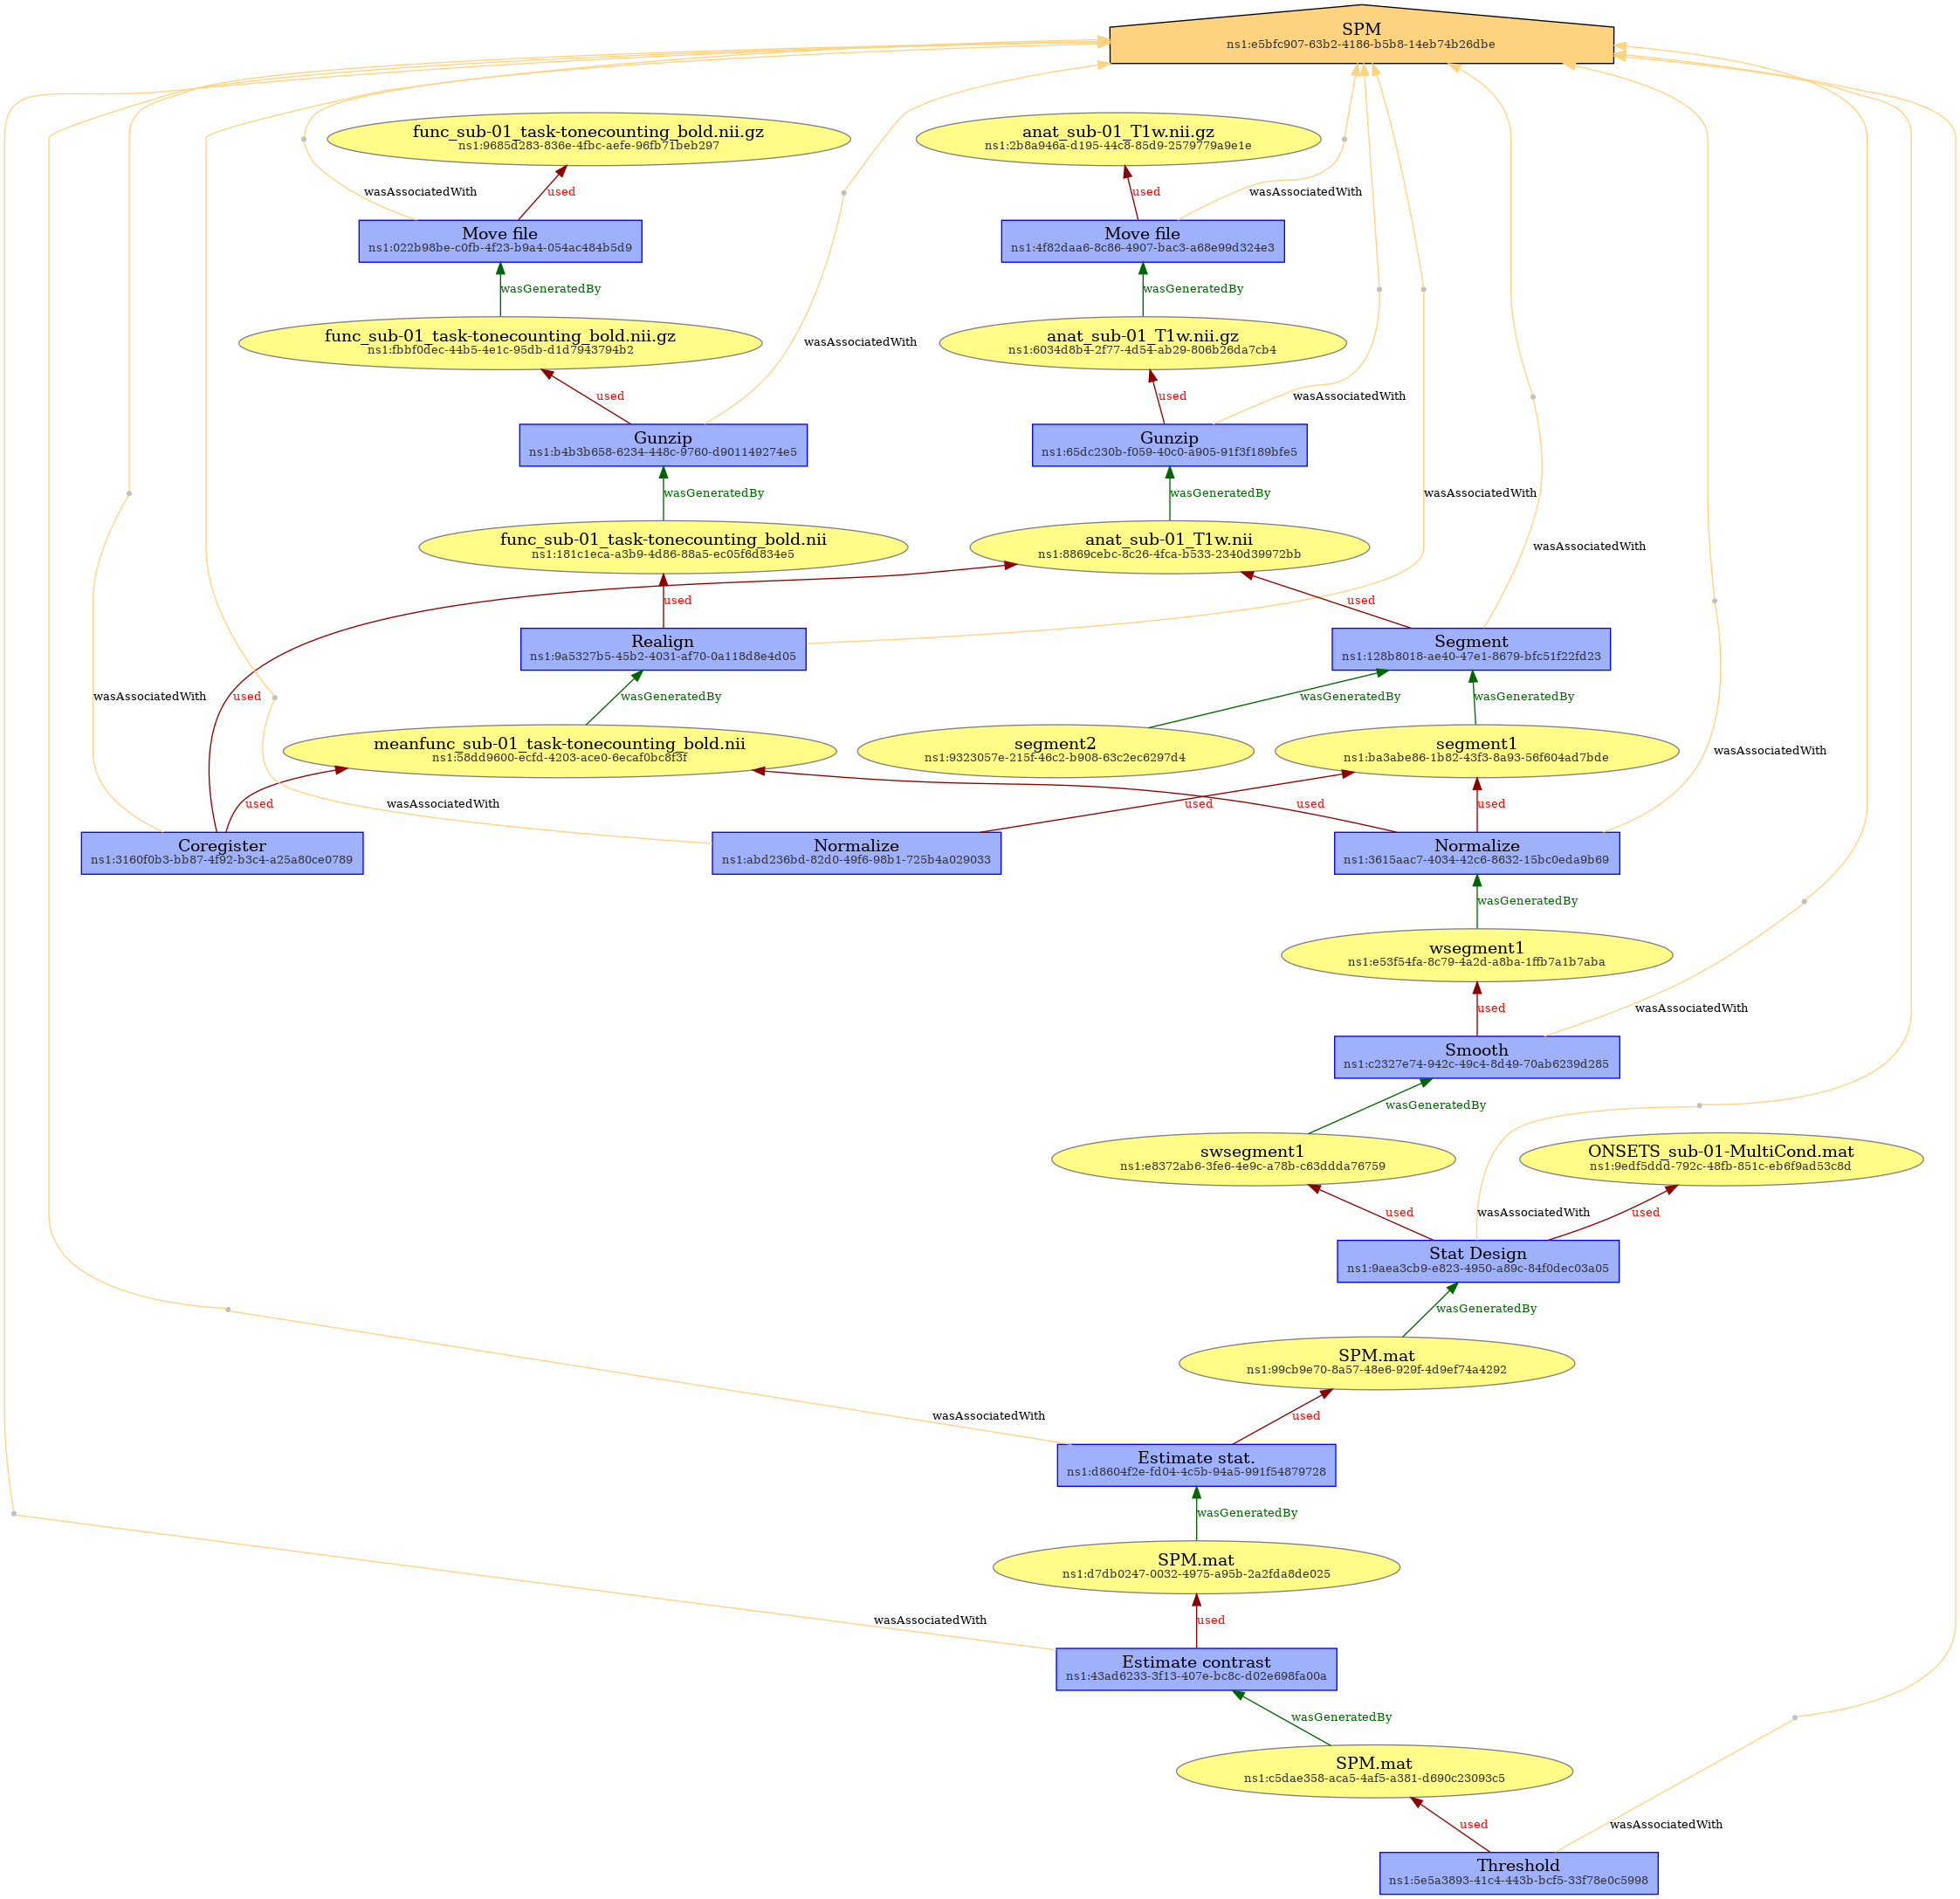 SPM
ns1:e5bfc907-63b2-4186-b5b8-14eb74b26dbe
func_sub-01_task-tonecounting_bold.nii.gz
ns1:9685d283-836e-4fbc-aefe-96fb71beb297
anat_sub-01_T1w.nii.gz
ns1:2b8a946a-d195-44c8-85d9-2579779a9e1e
wasAssociatedWith
used
used
wasAssociatedWith
Move file
ns1:022b98be-c0fb-4f23-b9a4-054ac484b5d9
Move file
ns1:4f82daa6-8c86-4907-bac3-a68e99d324e3
wasGeneratedBy
wasGeneratedBy
func_sub-01_task-tonecounting_bold.nii.gz
ns1:fbbf0dec-44b5-4e1c-95db-d1d7943794b2
wasAssociatedWith
anat_sub-01_T1w.nii.gz
ns1:6034d8b4-2f77-4d54-ab29-806b26da7cb4
used
used
wasAssociatedWith
Gunzip
ns1:b4b3b658-6234-448c-9760-d901149274e5
Gunzip
ns1:65dc230b-f059-40c0-a905-91f3f189bfe5
wasGeneratedBy
wasGeneratedBy
wasAssociatedWith
func_sub-01_task-tonecounting_bold.nii
ns1:181c1eca-a3b9-4d86-88a5-ec05f6d834e5
anat_sub-01_T1w.nii
ns1:8869cebc-8c26-4fca-b533-2340d39972bb
wasAssociatedWith
used
used
Realign
ns1:9a5327b5-45b2-4031-af70-0a118d8e4d05
Segment
ns1:128b8018-ae40-47e1-8679-bfc51f22fd23
wasAssociatedWith
used
wasGeneratedBy
wasGeneratedBy
wasGeneratedBy
meanfunc_sub-01_task-tonecounting_bold.nii
ns1:58dd9600-ecfd-4203-ace0-6ecaf0bc8f3f
segment2
ns1:9323057e-215f-46c2-b908-63c2ec6297d4
segment1
ns1:ba3abe86-1b82-43f3-8a93-56f604ad7bde
wasAssociatedWith
used
wasAssociatedWith
used
used
used
Coregister
ns1:3160f0b3-bb87-4f92-b3c4-a25a80ce0789
Normalize
ns1:abd236bd-82d0-49f6-98b1-725b4a029033
Normalize
ns1:3615aac7-4034-42c6-8632-15bc0eda9b69
wasGeneratedBy
wsegment1
ns1:e53f54fa-8c79-4a2d-a8ba-1ffb7a1b7aba
used
wasAssociatedWith
Smooth
ns1:c2327e74-942c-49c4-8d49-70ab6239d285
wasGeneratedBy
swsegment1
ns1:e8372ab6-3fe6-4e9c-a78b-c63ddda76759
ONSETS_sub-01-MultiCond.mat
ns1:9edf5ddd-792c-48fb-851c-eb6f9ad53c8d
used
wasAssociatedWith
used
Stat Design
ns1:9aea3cb9-e823-4950-a89c-84f0dec03a05
wasGeneratedBy
SPM.mat
ns1:99cb9e70-8a57-48e6-929f-4d9ef74a4292
wasAssociatedWith
used
Estimate stat.
ns1:d8604f2e-fd04-4c5b-94a5-991f54879728
wasGeneratedBy
SPM.mat
ns1:d7db0247-0032-4975-a95b-2a2fda8de025
wasAssociatedWith
used
Estimate contrast
ns1:43ad6233-3f13-407e-bc8c-d02e698fa00a
wasGeneratedBy
SPM.mat
ns1:c5dae358-aca5-4af5-a381-d690c23093c5
used
wasAssociatedWith
Threshold
ns1:5e5a3893-41c4-443b-bcf5-33f78e0c5998